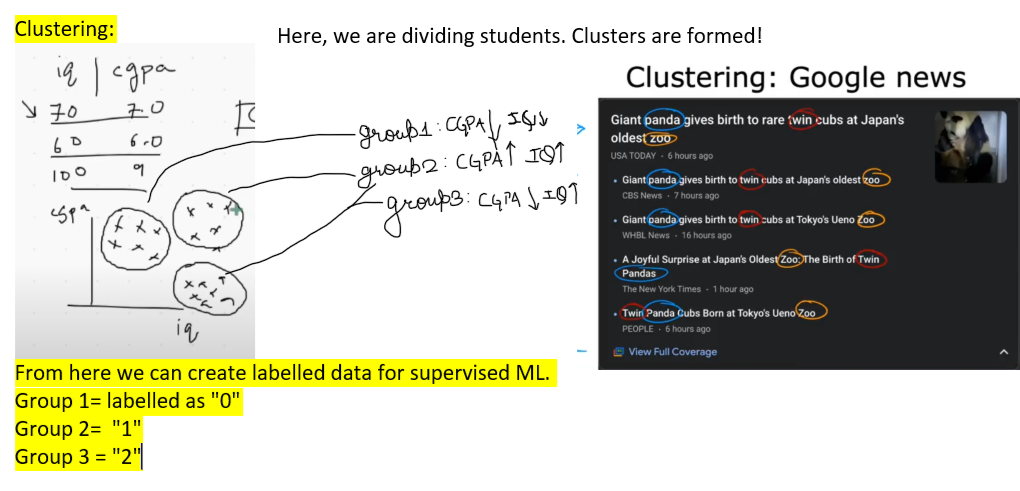 Clustering:
Here, we are dividing students. Clusters are formed!
iq | cgpa
70 7.0
60 6.0
100 9
cgpa
iq
group1: CGPA↓ IQ↓
group2: CGPA↑ IQ↑
group3: CGPA↓ IQ↑
Clustering: Google news
Giant panda gives birth to rare twin cubs at Japan's
oldest zoo
USA TODAY · 6 hours ago
• Giant panda gives birth to twin cubs at Japan's oldest zoo
CBS News · 7 hours ago
• Giant panda gives birth to twin cubs at Tokyo's Ueno Zoo
WHBL News · 16 hours ago
• A Joyful Surprise at Japan's Oldest Zoo: The Birth of Twin
Pandas
The New York Times · 1 hour ago
• Twin Panda Cubs Born at Tokyo's Ueno Zoo
PEOPLE · 6 hours ago
View Full Coverage
From here we can create labelled data for supervised ML.
Group 1= labelled as "0"
Group 2= "1"
Group 3 = "2"